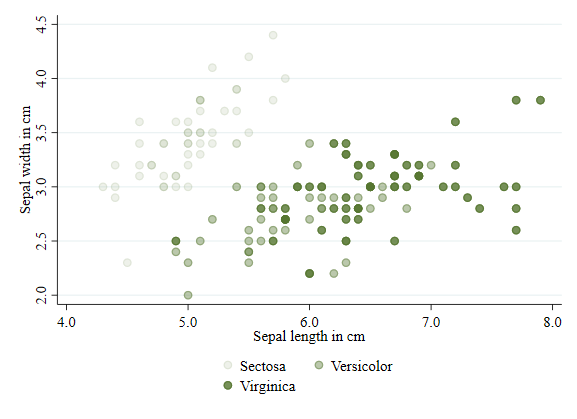 Sepal width in cm
4.5
4.0
3.5
3.0
2.5
2.0
4.0 5.0 6.0 7.0 8.0
Sepal length in cm
Sectosa Versicolor
Virginica